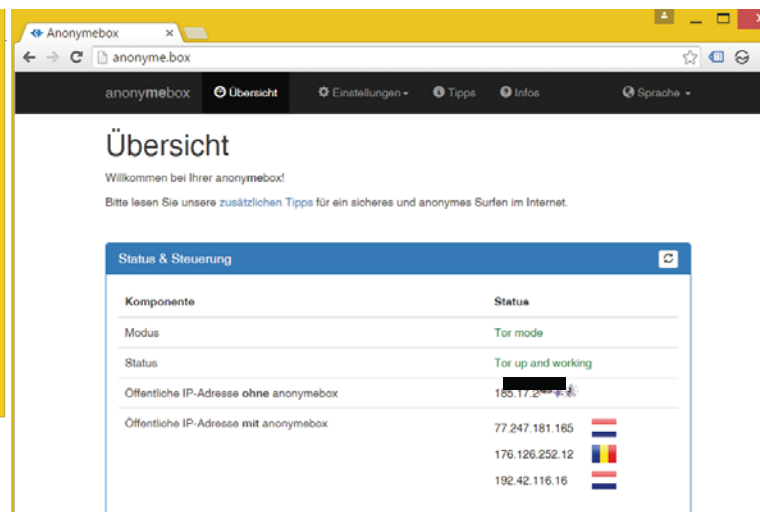 Anonymebox
anonyme.box
anonymebox Übersicht Einstellungen Tipps Infos Sprache
Übersicht
Willkommen bei Ihrer anonymebox!
Bitte lesen Sie unsere zusätzlichen Tipps für ein sicheres und anonymes Surfen im Internet.
Status & Steuerung
Komponente Status
Modus Tor mode
Status Tor up and working
Öffentliche IP-Adresse ohne anonymebox
Öffentliche IP-Adresse mit anonymebox 77.247.181.165
176.126.252.12
192.42.116.16